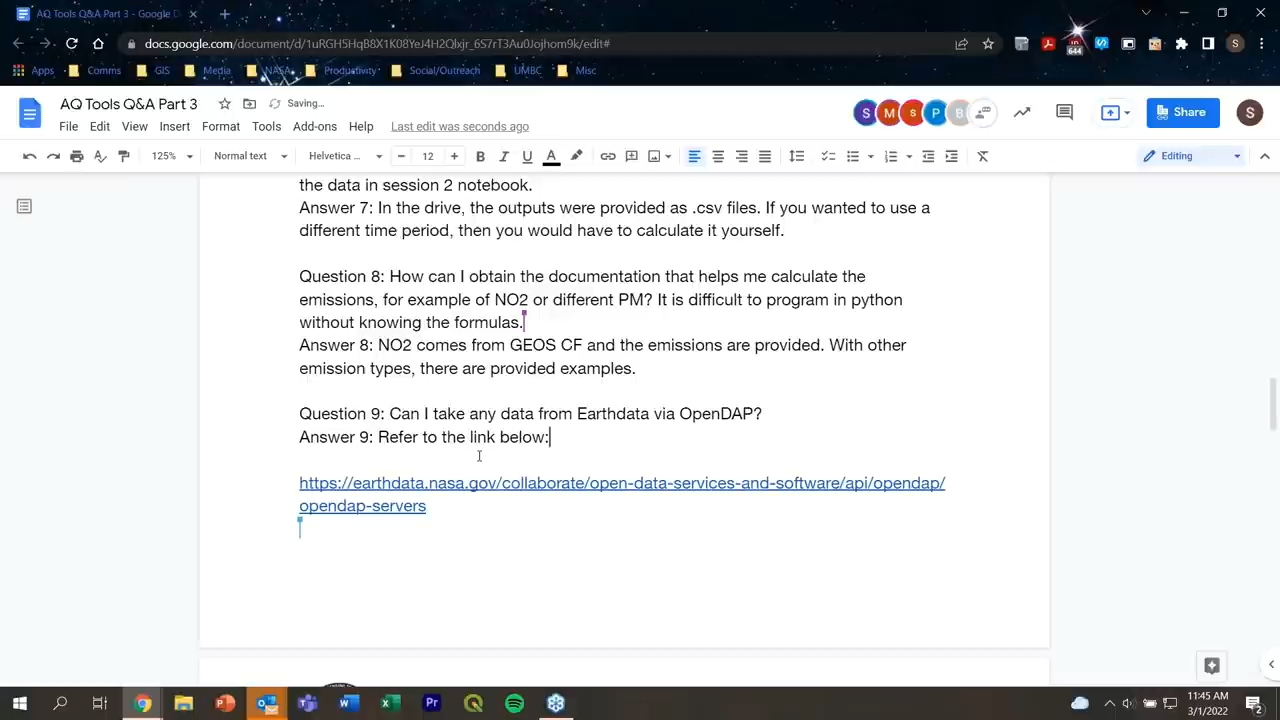 AQ Tools Q&A Part 3 - Google D
docs.google.com/document/d/1uRGH5HqB8X1K08YeJ4H2Qlxjr_6S7rT3Au0Jojhom9k/edit#
644
S
Apps Comms GIS Media NASA Productivity Social/Outreach UMBC Misc
AQ Tools Q&A Part 3 Saving…
S M S P B Share S
File Edit View Insert Format Tools Add-ons Help Last edit was seconds ago
125% Normal text Helvetica ... 12 B I U A Editing
the data in session 2 notebook.
Answer 7: In the drive, the outputs were provided as .csv files. If you wanted to use a
different time period, then you would have to calculate it yourself.
Question 8: How can I obtain the documentation that helps me calculate the
emissions, for example of NO2 or different PM? It is difficult to program in python
without knowing the formulas.
Answer 8: NO2 comes from GEOS CF and the emissions are provided. With other
emission types, there are provided examples.
Question 9: Can I take any data from Earthdata via OpenDAP?
Answer 9: Refer to the link below:
https://earthdata.nasa.gov/collaborate/open-data-services-and-software/api/opendap/
opendap-servers
11:45 AM
3/1/2022
2